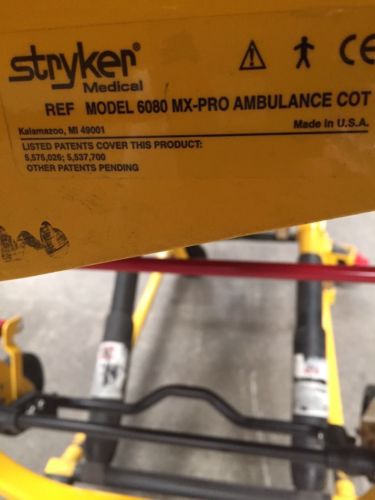 stryker®
Medical
REF MODEL 6080 MX-PRO AMBULANCE COT
Kalamazoo, MI 49001
Made in U.S.A.
LISTED PATENTS COVER THIS PRODUCT:
5,575,026; 5,537,700
OTHER PATENTS PENDING